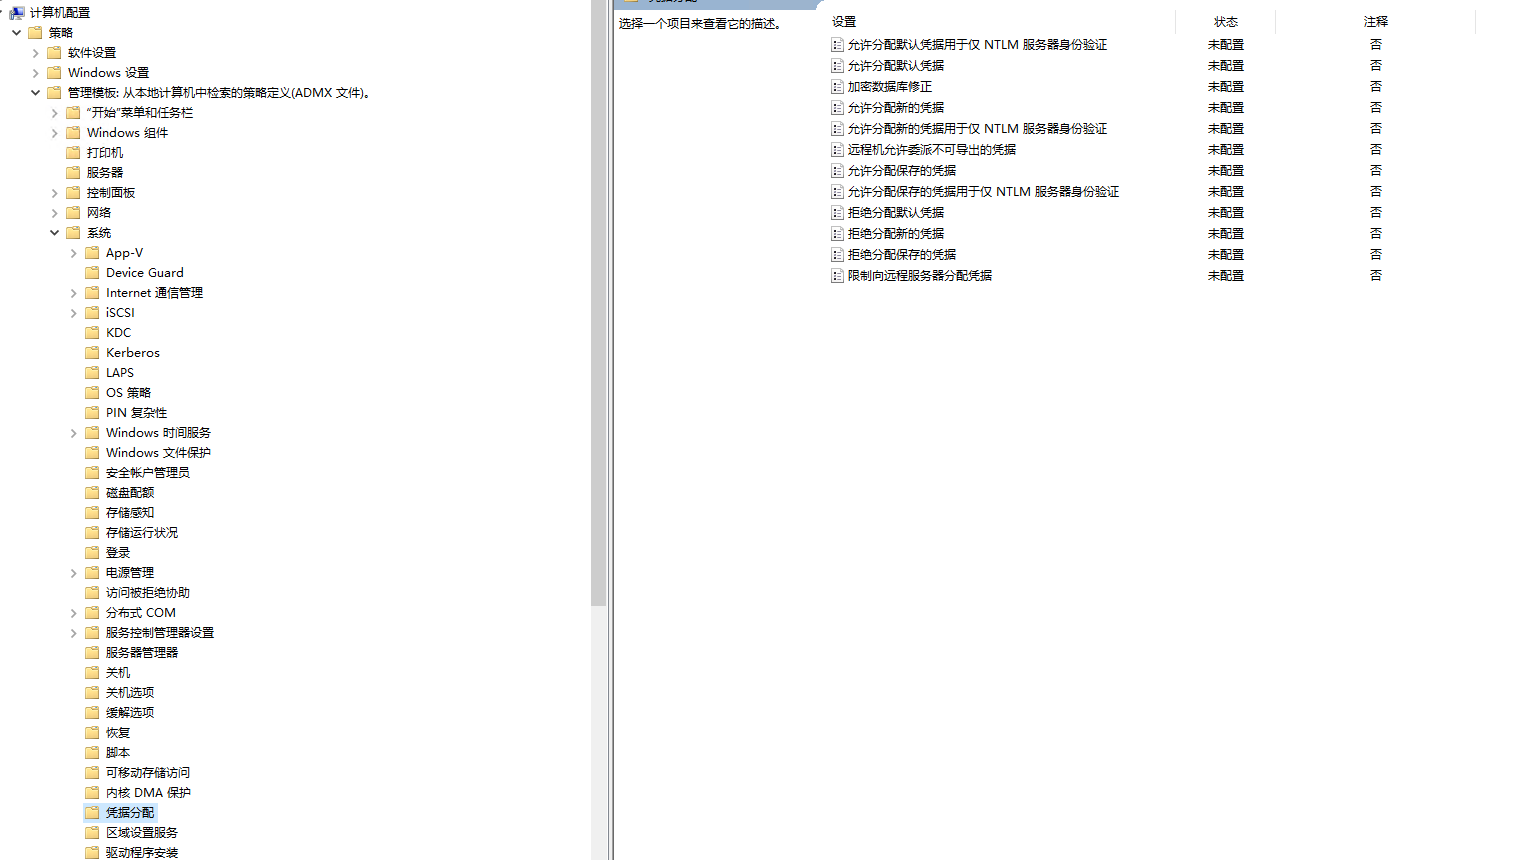 计算机配置
策略
软件设置
Windows 设置
管理模板: 从本地计算机中检索的策略定义(ADMX 文件)。
“开始”菜单和任务栏
Windows 组件
打印机
服务器
控制面板
网络
系统
App-V
Device Guard
Internet 通信管理
iSCSI
KDC
Kerberos
LAPS
OS 策略
PIN 复杂性
Windows 时间服务
Windows 文件保护
安全帐户管理员
磁盘配额
存储感知
存储运行状况
登录
电源管理
访问被拒绝协助
分布式 COM
服务控制管理器设置
服务器管理器
关机
关机选项
缓解选项
恢复
脚本
可移动存储访问
内核 DMA 保护
凭据分配
区域设置服务
驱动程序安装
凭据分配
选择一个项目来查看它的描述。
设置 状态 注释
允许分配默认凭据用于仅 NTLM 服务器身份验证 未配置 否
允许分配默认凭据 未配置 否
加密数据库修正 未配置 否
允许分配新的凭据 未配置 否
允许分配新的凭据用于仅 NTLM 服务器身份验证 未配置 否
远程机允许委派不可导出的凭据 未配置 否
允许分配保存的凭据 未配置 否
允许分配保存的凭据用于仅 NTLM 服务器身份验证 未配置 否
拒绝分配默认凭据 未配置 否
拒绝分配新的凭据 未配置 否
拒绝分配保存的凭据 未配置 否
限制向远程服务器分配凭据 未配置 否